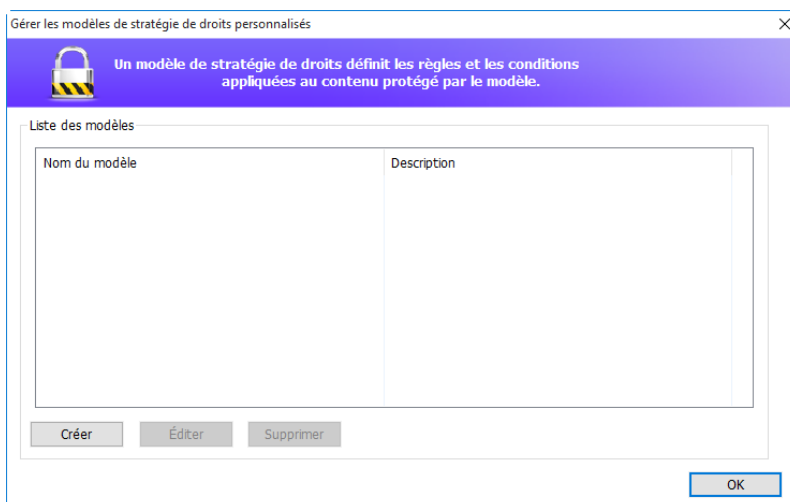 Gérer les modèles de stratégie de droits personnalisés
Un modèle de stratégie de droits définit les règles et les conditions
appliquées au contenu protégé par le modèle.
Liste des modèles
Nom du modèle
Description
Créer
Éditer
Supprimer
OK